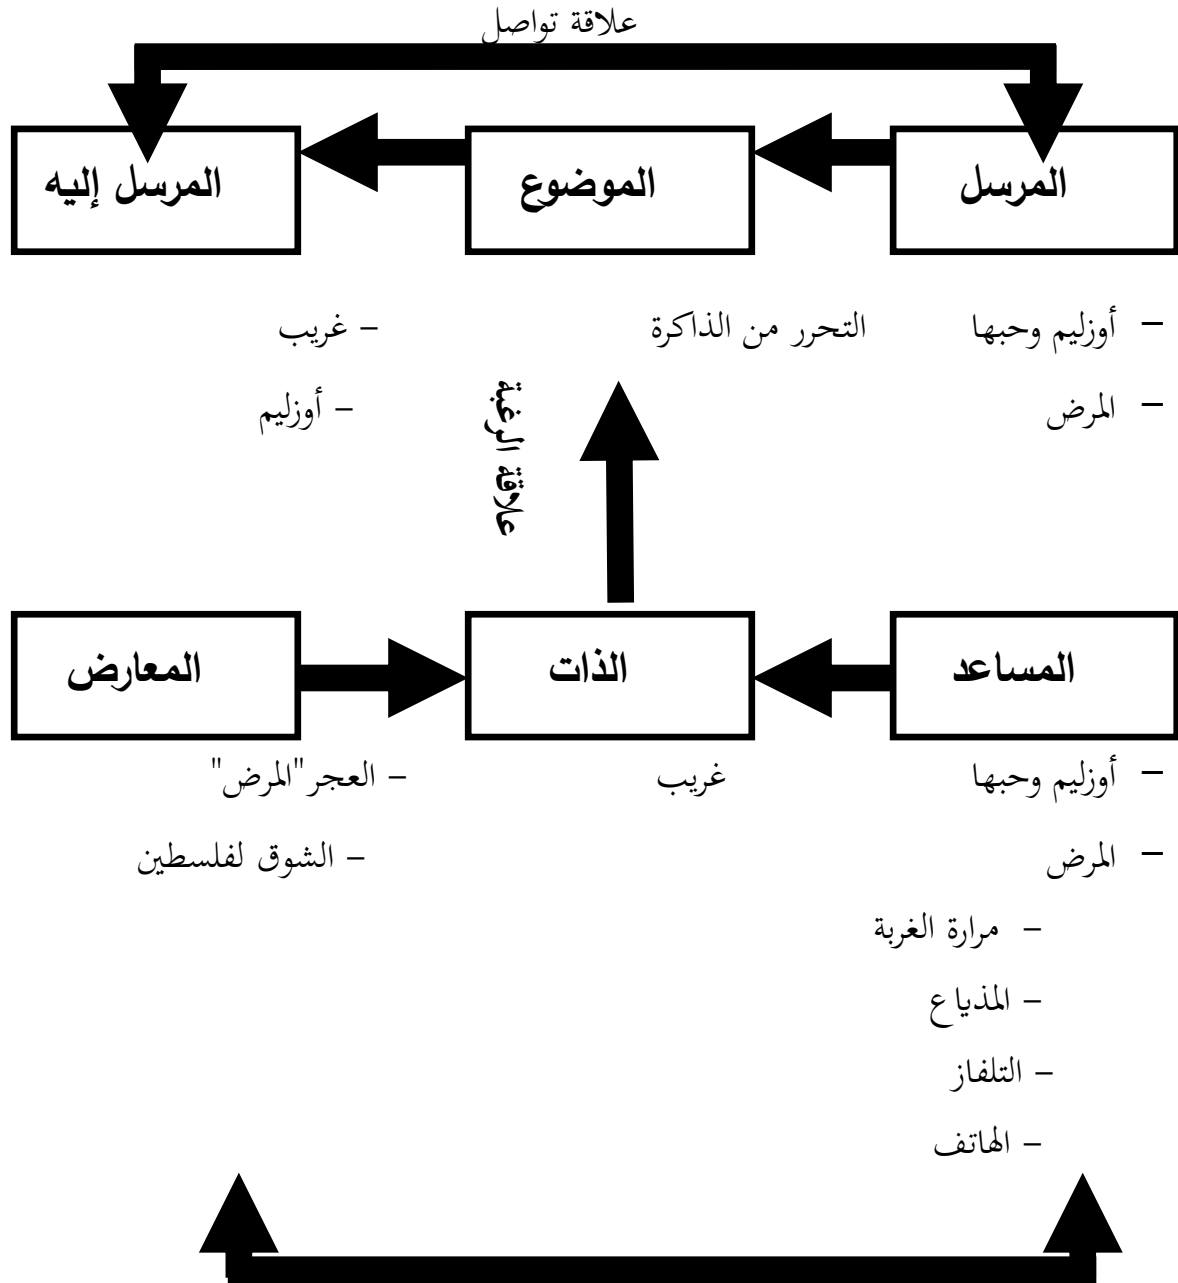 علاقة تواصل
المرسل الموضوع المرسل إليه
– أوزليم وحبها التحرر من الذاكرة – غريب
– المرض – أوزليم
علاقة الرغبة
المساعد الذات المعارض
– أوزليم وحبها غريب – العجر"المرض"
– المرض – الشوق لفلسطين
– مرارة الغربة
– المذياع
– التلفاز
– الهاتف